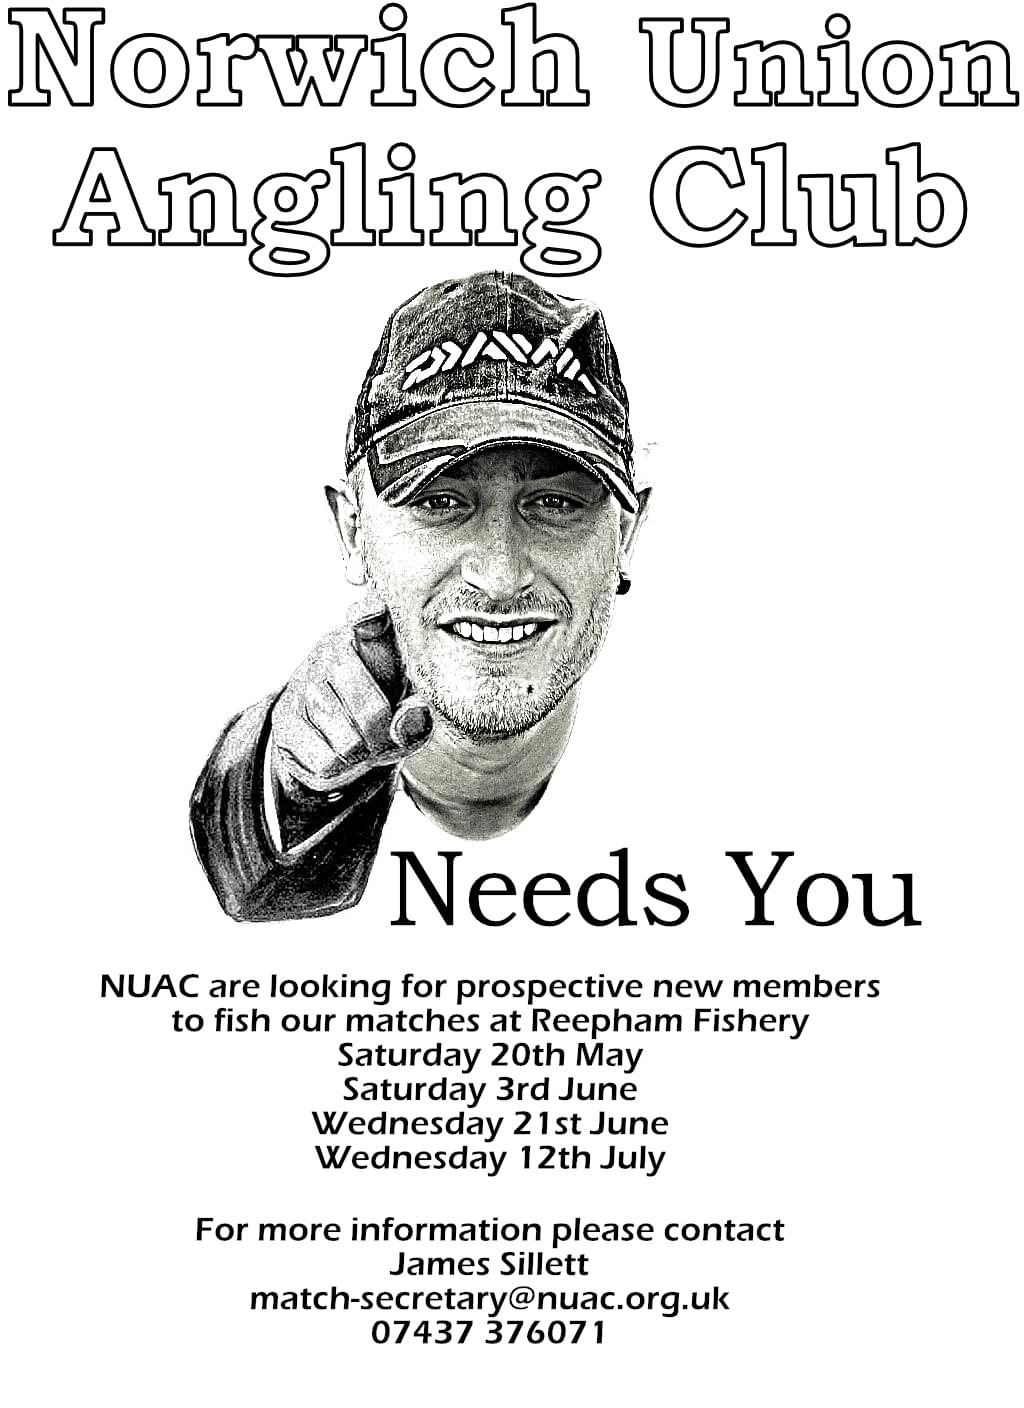 Norwich Union
Angling Club
DAIWA
Needs You
NUAC are looking for prospective new members
to fish our matches at Reepham Fishery
Saturday 20th May
Saturday 3rd June
Wednesday 21st June
Wednesday 12th July
For more information please contact
James Sillett
match-secretary@nuac.org.uk
07437 376071